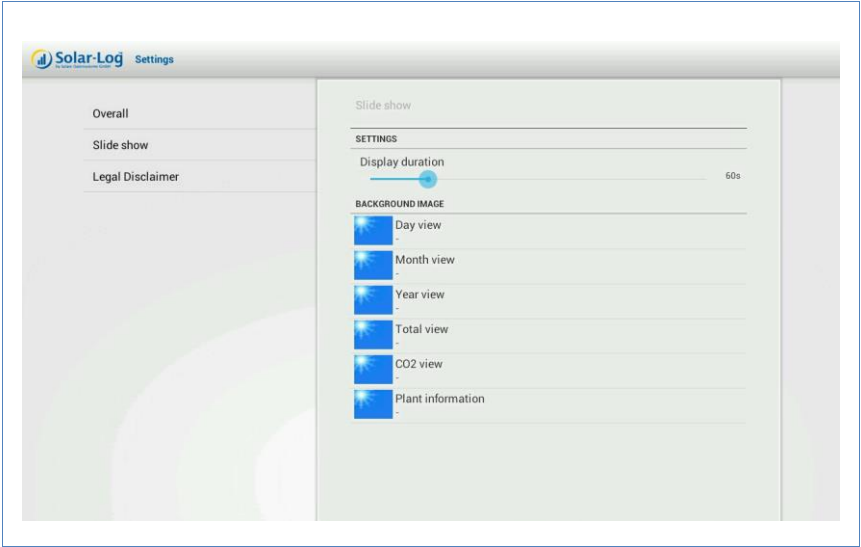 Solar-Log™ Settings
Overall
Slide show
Legal Disclaimer
Slide show
SETTINGS
Display duration
60s
BACKGROUND IMAGE
Day view
-
Month view
-
Year view
-
Total view
-
CO2 view
-
Plant information
-